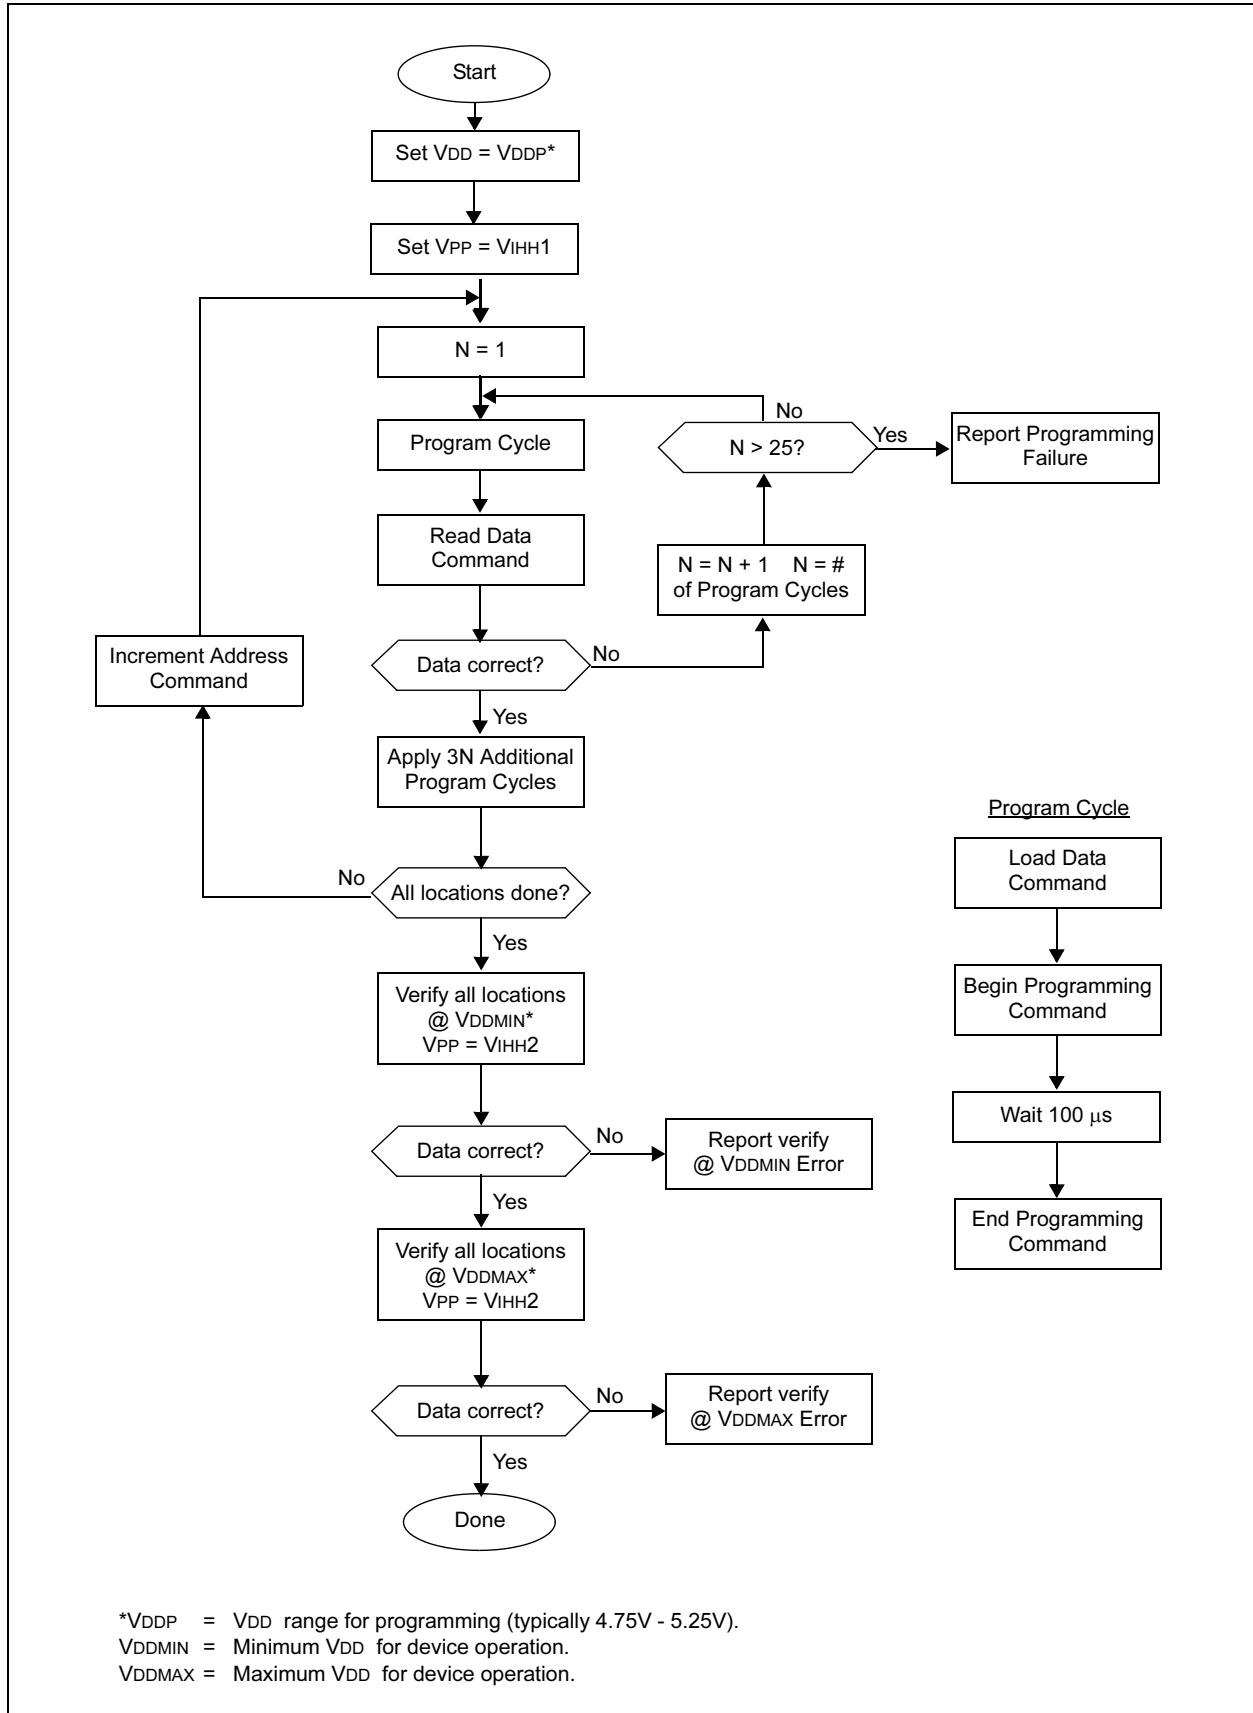 Start
Set VDD = VDDP*
Set VPP = VIHH1
N = 1
Program Cycle
Read Data
Command
Data correct?
No
N = N + 1 N = #
of Program Cycles
N > 25?
No
Yes
Report Programming
Failure
Yes
Apply 3N Additional
Program Cycles
All locations done?
No
Increment Address
Command
Yes
Verify all locations
@ VDDMIN*
VPP = VIHH2
Data correct?
No
Report verify
@ VDDMIN Error
Yes
Verify all locations
@ VDDMAX*
VPP = VIHH2
Data correct?
No
Report verify
@ VDDMAX Error
Yes
Done
Program Cycle
Load Data
Command
Begin Programming
Command
Wait 100 μs
End Programming
Command
*VDDP = VDD range for programming (typically 4.75V - 5.25V).
VDDMIN = Minimum VDD for device operation.
VDDMAX = Maximum VDD for device operation.